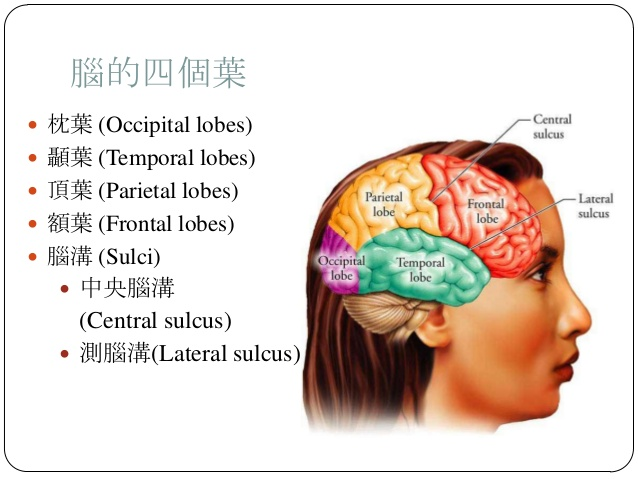 腦的四個葉
枕葉 (Occipital lobes)
顳葉 (Temporal lobes)
頂葉 (Parietal lobes)
額葉 (Frontal lobes)
腦溝 (Sulci)
中央腦溝
(Central sulcus)
測腦溝(Lateral sulcus)
Central
sulcus
Lateral
sulcus
Parietal
lobe
Frontal
lobe
Occipital
lobe
Temporal
lobe